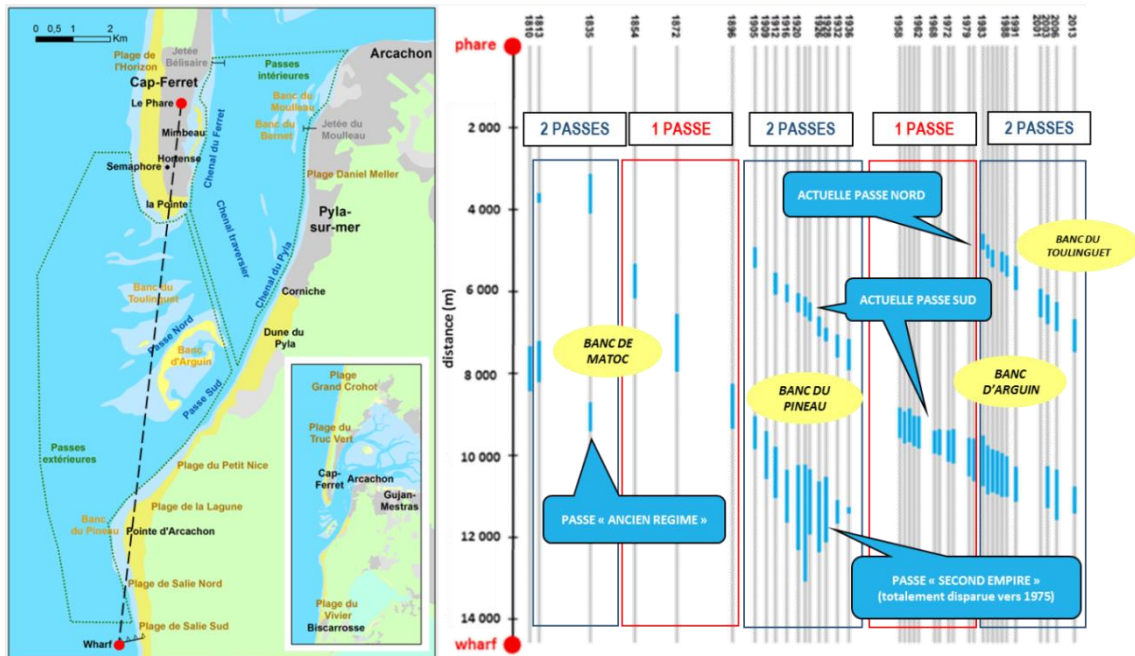 0 0,5 1 2
Km
Plage de
l'Horizon
Jetée
Bélisaire
Passes
intérieures
Arcachon
Cap-Ferret
Le Phare
Banc du
Moulleau
Banc du
Bernet
Jetée du
Moulleau
Mimbeau
Hortense
Semaphore
Chenal du Ferret
Plage Daniel Meller
la Pointe
Pyla-
sur-mer
Chenal traversier
Chenal du Pyla
Corniche
Banc du
Toulinguet
Passe Nord
Dune du
Pyla
Banc
d'Arguin
Passe Sud
Passes
extérieures
Plage du Petit Nice
Plage de la Lagune
Banc
du Pineau
Pointe d'Arcachon
Plage de Salie Nord
Plage de Salie Sud
Wharf
Plage
Grand Crohot
Plage du
Truc Vert
Cap-
Ferret
Arcachon
Gujan-
Mestras
Plage du
Vivier
Biscarrosse
phare
wharf
distance (m)
2 000
4 000
6 000
8 000
10 000
12 000
14 000
1810
1813
1835
1854
1872
1896
1905
1909
1912
1916
1920
1932
1936
1958
1968
1972
1979
1983
1991
2001
2003
2006
2013
2 PASSES
1 PASSE
2 PASSES
1 PASSE
2 PASSES
ACTUELLE PASSE NORD
BANC DU
TOULINGUET
ACTUELLE PASSE SUD
BANC DE
MATOC
BANC DU
PINEAU
BANC
D'ARGUIN
PASSE « ANCIEN REGIME »
PASSE « SECOND EMPIRE »
(totalement disparue vers 1975)